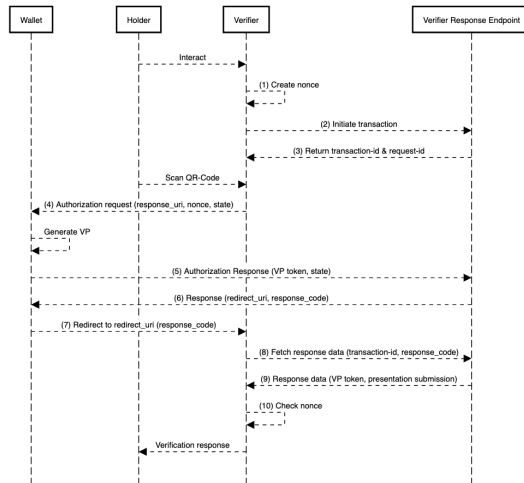 Wallet
Holder
Verifier
Verifier Response Endpoint
Interact
(1) Create nonce
(2) Initiate transaction
(3) Return transaction-id & request-id
Scan QR-Code
(4) Authorization request (response_uri, nonce, state)
Generate VP
(5) Authorization Response (VP token, state)
(6) Response (redirect_uri, response_code)
(7) Redirect to redirect_uri (response_code)
(8) Fetch response data (transaction-id, response_code)
(9) Response data (VP token, presentation submission)
(10) Check nonce
Verification response